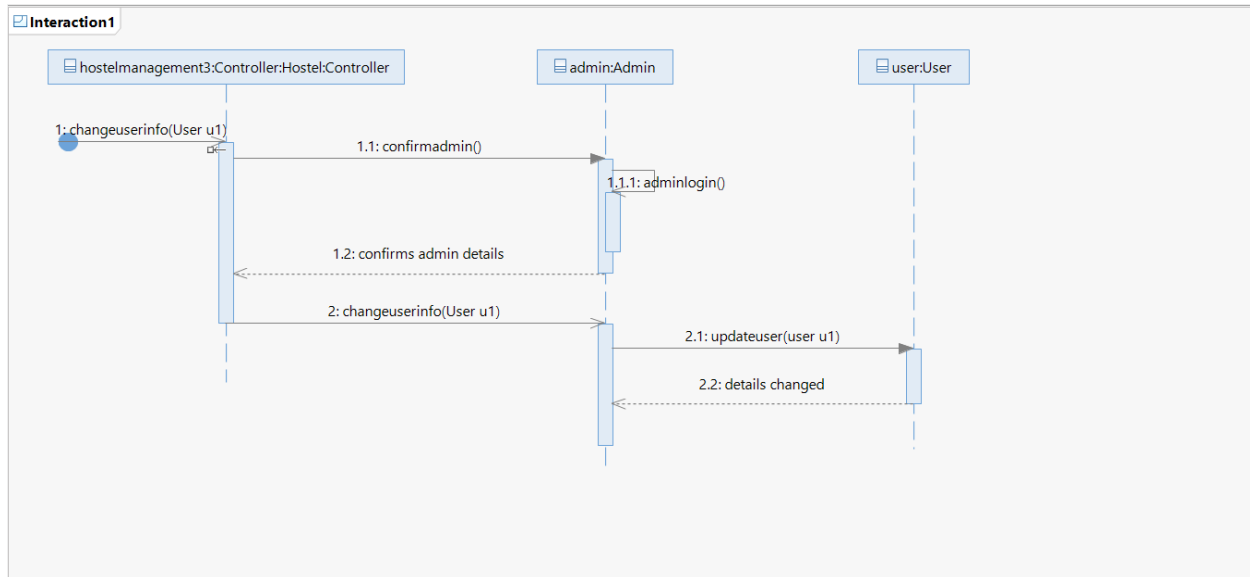 Interaction1
hostelmanagement3:Controller:Hostel:Controller
admin:Admin
user:User
1: changeuserinfo(User u1)
1.1: confirmadmin()
1.1.1: adminlogin()
1.2: confirms admin details
2: changeuserinfo(User u1)
2.1: updateuser(user u1)
2.2: details changed